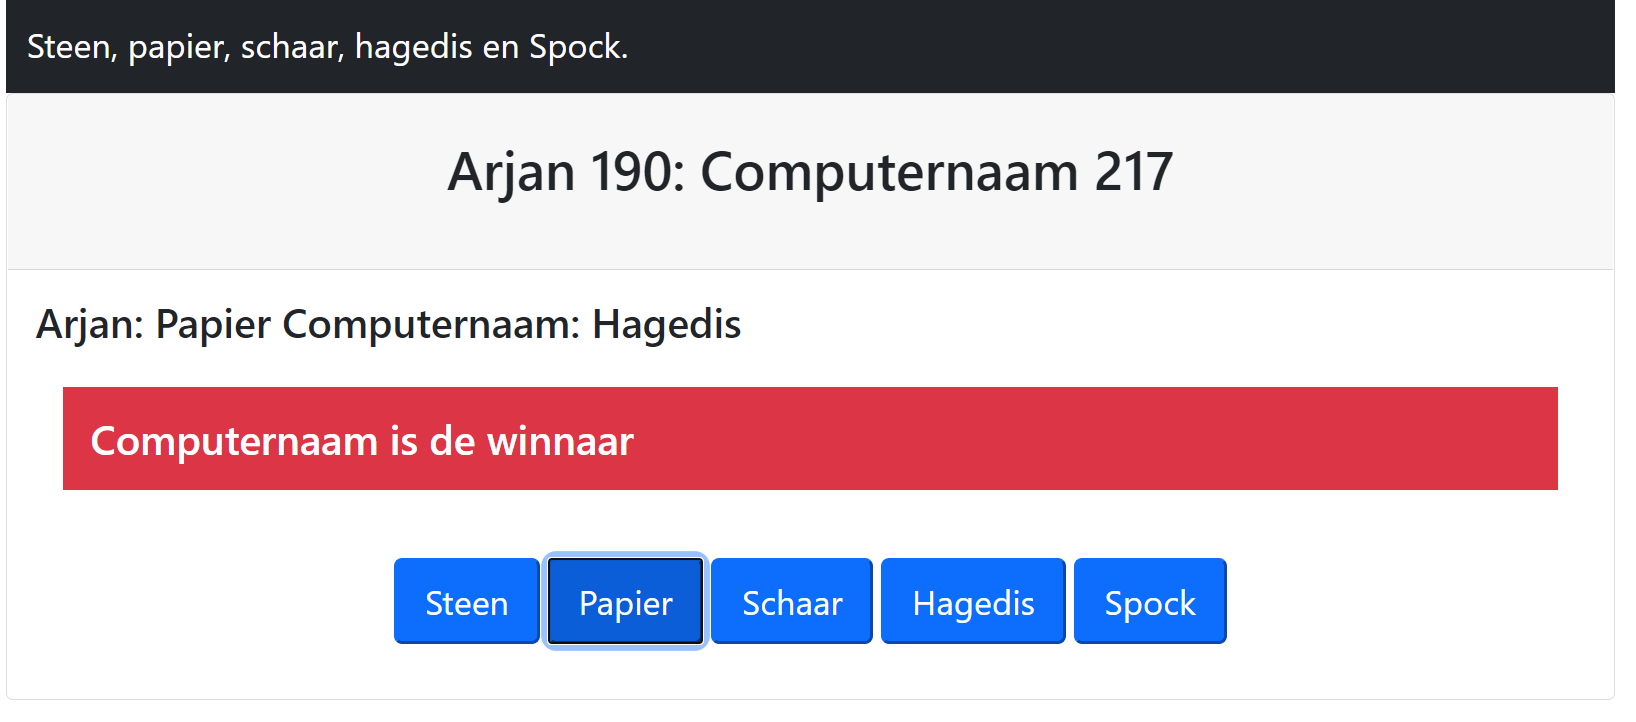 Steen, papier, schaar, hagedis en Spock.
Arjan 190: Computernaam 217
Arjan: Papier Computernaam: Hagedis
Computernaam is de winnaar
Steen Papier Schaar Hagedis Spock